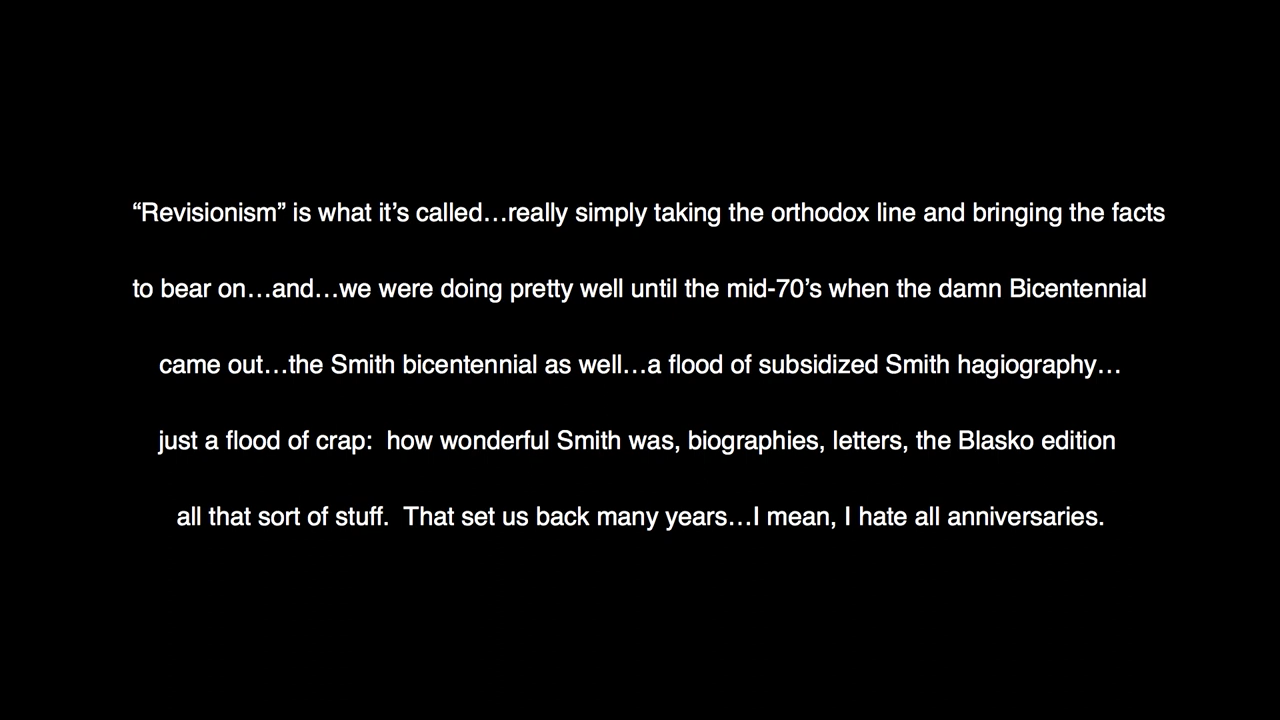 “Revisionism” is what it’s called…really simply taking the orthodox line and bringing the facts
to bear on…and…we were doing pretty well until the mid-70’s when the damn Bicentennial
came out…the Smith bicentennial as well…a flood of subsidized Smith hagiography…
just a flood of crap:  how wonderful Smith was, biographies, letters, the Blasko edition
all that sort of stuff.  That set us back many years…I mean, I hate all anniversaries.